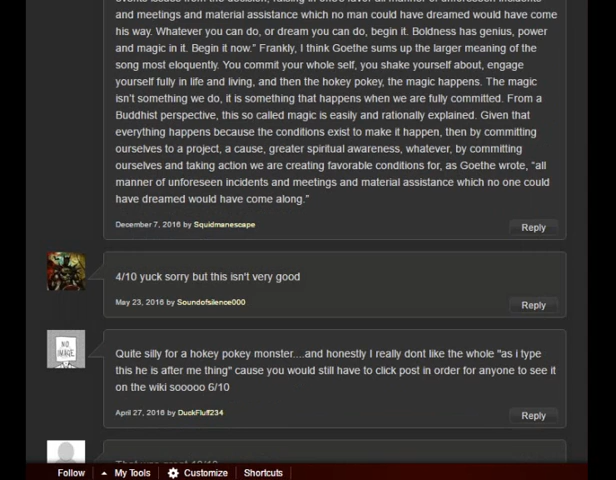 and meetings and material assistance which no man could have dreamed would have come
his way. Whatever you can do, or dream you can do, begin it. Boldness has genius, power
and magic in it. Begin it now.” Frankly, I think Goethe sums up the larger meaning of the
song most eloquently. You commit your whole self, you shake yourself about, engage
yourself fully in life and living, and then the hokey pokey, the magic happens. The magic
isn’t something we do, it is something that happens when we are fully committed. From a
Buddhist perspective, this so called magic is easily and rationally explained. Given that
everything happens because the conditions exist to make it happen, then by committing
ourselves to a project, a cause, greater spiritual awareness, whatever, by committing
ourselves and taking action we are creating favorable conditions for, as Goethe wrote, “all
manner of unforeseen incidents and meetings and material assistance which no one could
have dreamed would have come along.”
December 7, 2016 by Squidmanescape
Reply
4/10 yuck sorry but this isn't very good
May 23, 2016 by Soundofsilence000
Reply
NO IMAGE
Quite silly for a hokey pokey monster....and honestly I really dont like the whole "as i type
this he is after me thing" cause you would still have to click post in order for anyone to see it
on the wiki sooooo 6/10
April 27, 2016 by DuckFluff234
Reply
Follow My Tools Customize Shortcuts